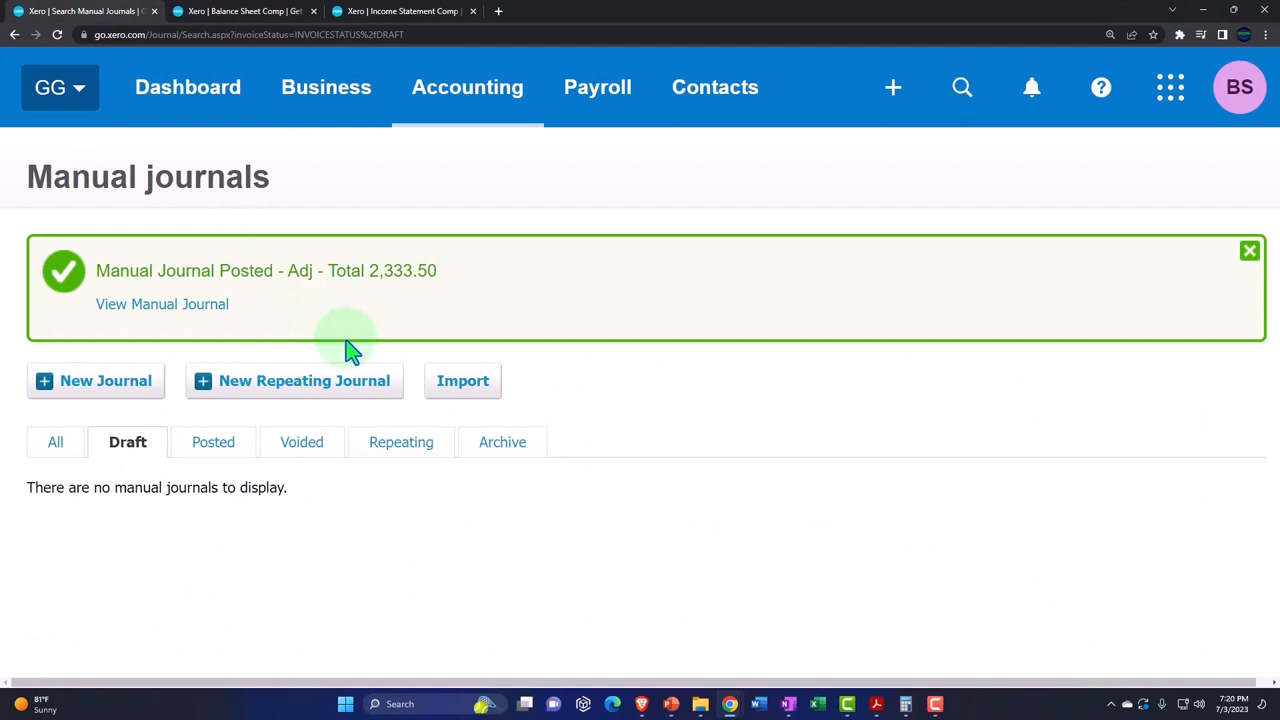 Xero | Search Manual Journals | G
Xero | Balance Sheet Comp | Get
Xero | Income Statement Comp |
go.xero.com/Journal/Search.aspx?invoiceStatus=INVOICESTATUS%2fDRAFT
GG
Dashboard
Business
Accounting
Payroll
Contacts
BS
Manual journals
Manual Journal Posted - Adj - Total 2,333.50
View Manual Journal
New Journal
New Repeating Journal
Import
All
Draft
Posted
Voided
Repeating
Archive
There are no manual journals to display.
81°F
Sunny
Search
7:20 PM
7/3/2023